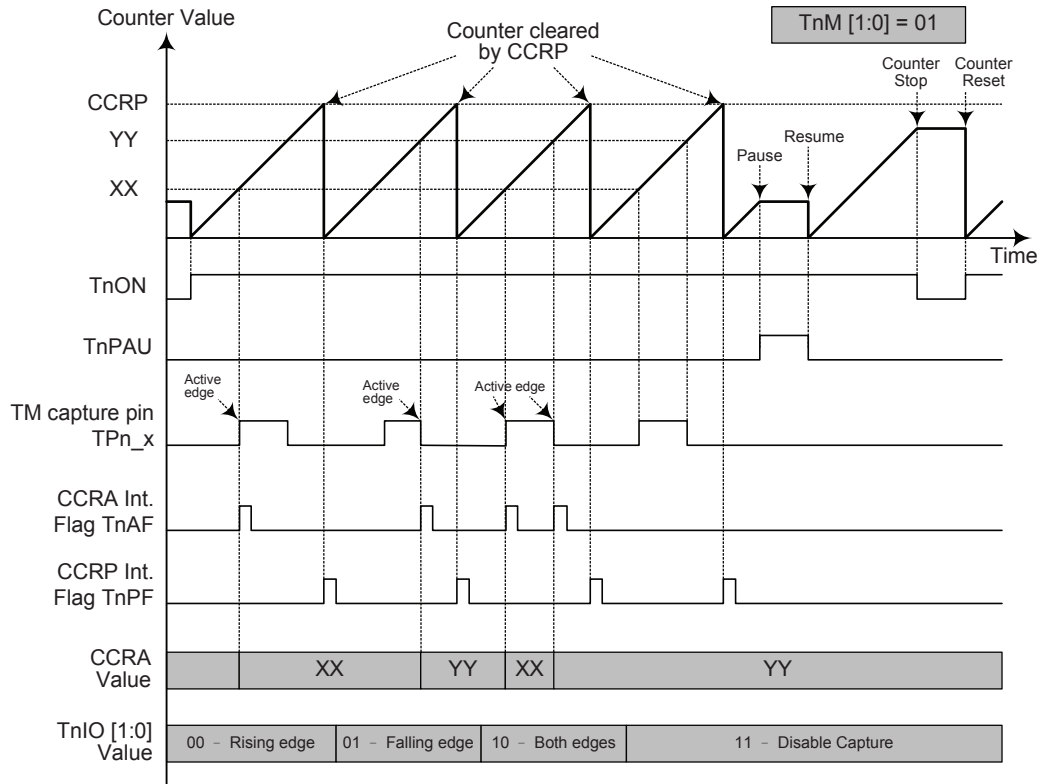 Counter Value
TnM [1:0] = 01
Counter cleared
by CCRP
Counter
Stop
Counter
Reset
CCRP
YY
XX
Pause
Resume
Time
TnON
TnPAU
TM capture pin
TPn_x
Active
edge
Active
edge
Active edge
CCRA Int.
Flag TnAF
CCRP Int.
Flag TnPF
CCRA
Value
XX
YY
XX
YY
TnIO [1:0]
Value
00 – Rising edge
01 – Falling edge
10 – Both edges
11 – Disable Capture